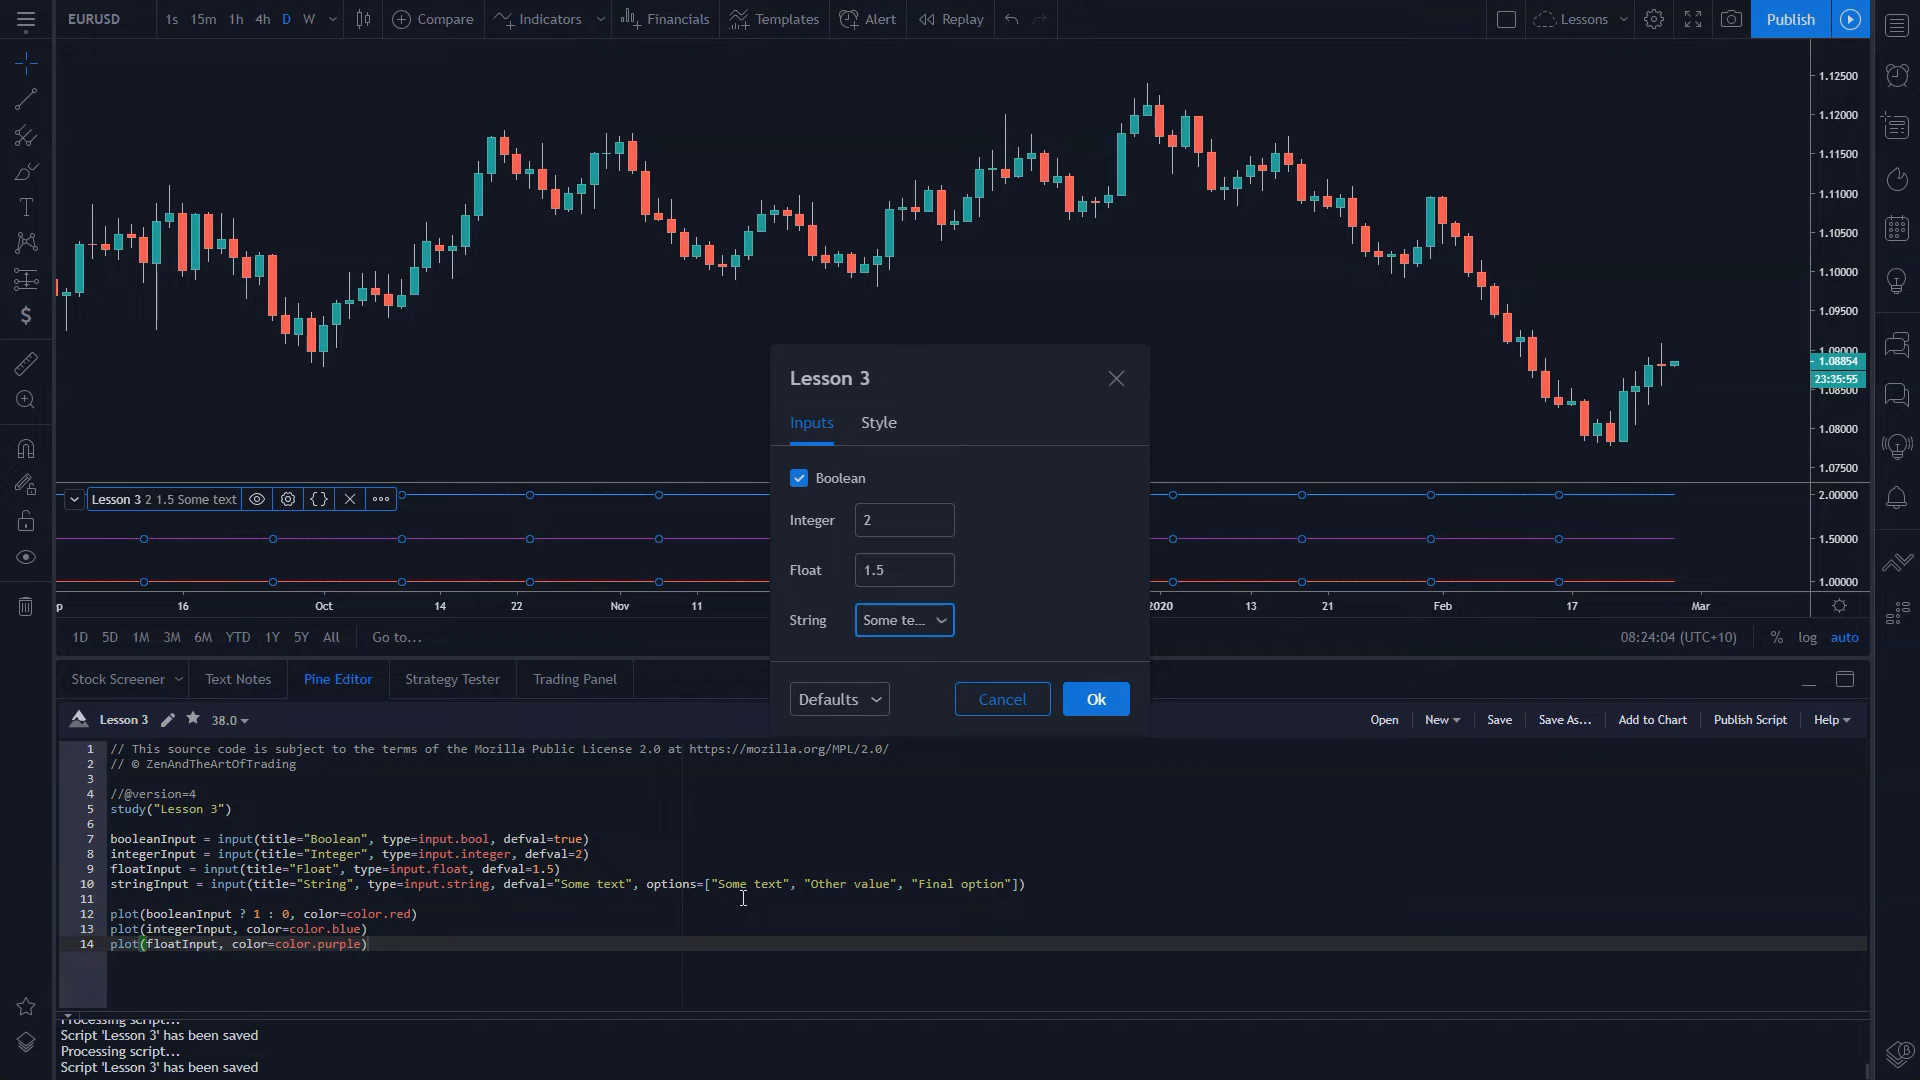 EURUSD 1s 15m 1h 4h D W Compare Indicators Financials Templates Alert Replay Lessons Publish
1.12500
1.12000
1.11500
1.11000
1.10500
1.10000
1.09500
1.09000
1.08854
23:35:55
1.08500
1.08000
1.07500
Lesson 3
Inputs Style
Boolean
Integer 2
Float 1.5
String Some te...
Defaults Cancel Ok
Lesson 3 2 1.5 Some text
2.00000
1.50000
1.00000
p 16 Oct 14 22 Nov 11 2020 13 21 Feb 17 Mar
1D 5D 1M 3M 6M YTD 1Y 5Y All Go to... 08:24:04 (UTC+10) % log auto
Stock Screener Text Notes Pine Editor Strategy Tester Trading Panel
Lesson 3 38.0 Open New Save Save As... Add to Chart Publish Script Help
1 // This source code is subject to the terms of the Mozilla Public License 2.0 at https://mozilla.org/MPL/2.0/
2 // © ZenAndTheArtOfTrading
3
4 //@version=4
5 study("Lesson 3")
6
7 booleanInput = input(title="Boolean", type=input.bool, defval=true)
8 integerInput = input(title="Integer", type=input.integer, defval=2)
9 floatInput = input(title="Float", type=input.float, defval=1.5)
10 stringInput = input(title="String", type=input.string, defval="Some text", options=["Some text", "Other value", "Final option"])
11
12 plot(booleanInput ? 1 : 0, color=color.red)
13 plot(integerInput, color=color.blue)
14 plot(floatInput, color=color.purple)
Processing script...
Script 'Lesson 3' has been saved
Processing script...
Script 'Lesson 3' has been saved